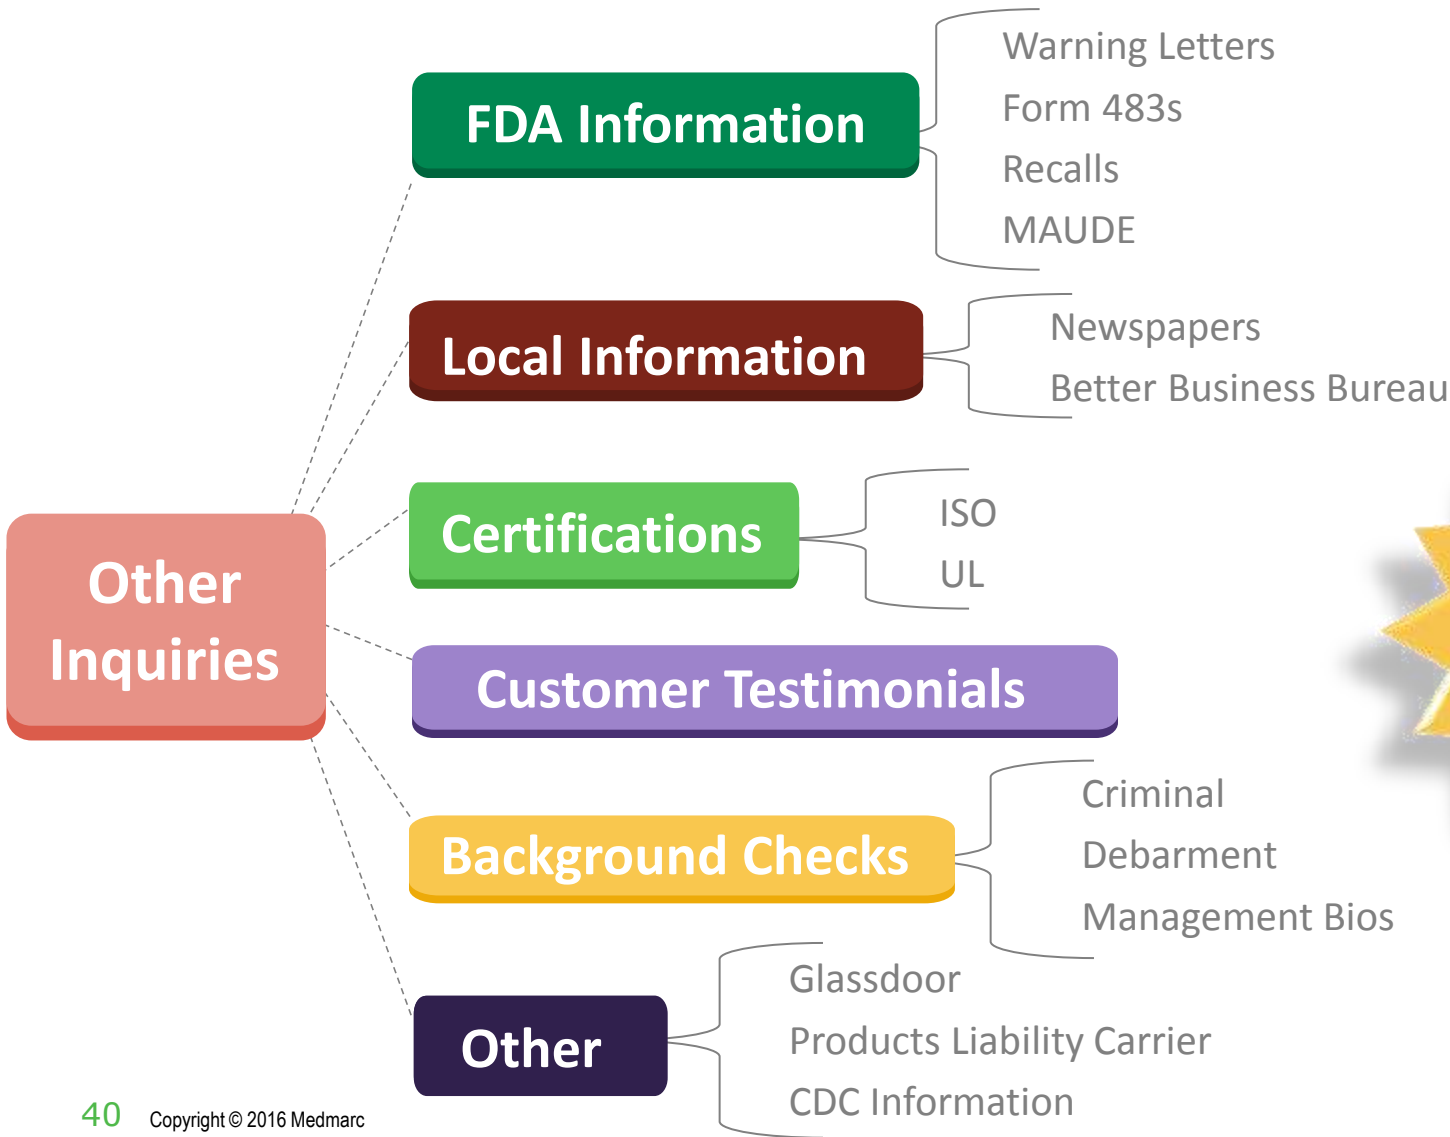 Other
Inquiries
FDA Information
Warning Letters
Form 483s
Recalls
MAUDE
Local Information
Newspapers
Better Business Bureau
Certifications
ISO
UL
Customer Testimonials
Background Checks
Criminal
Debarment
Management Bios
Other
Glassdoor
Products Liability Carrier
CDC Information
40 Copyright © 2016 Medmarc